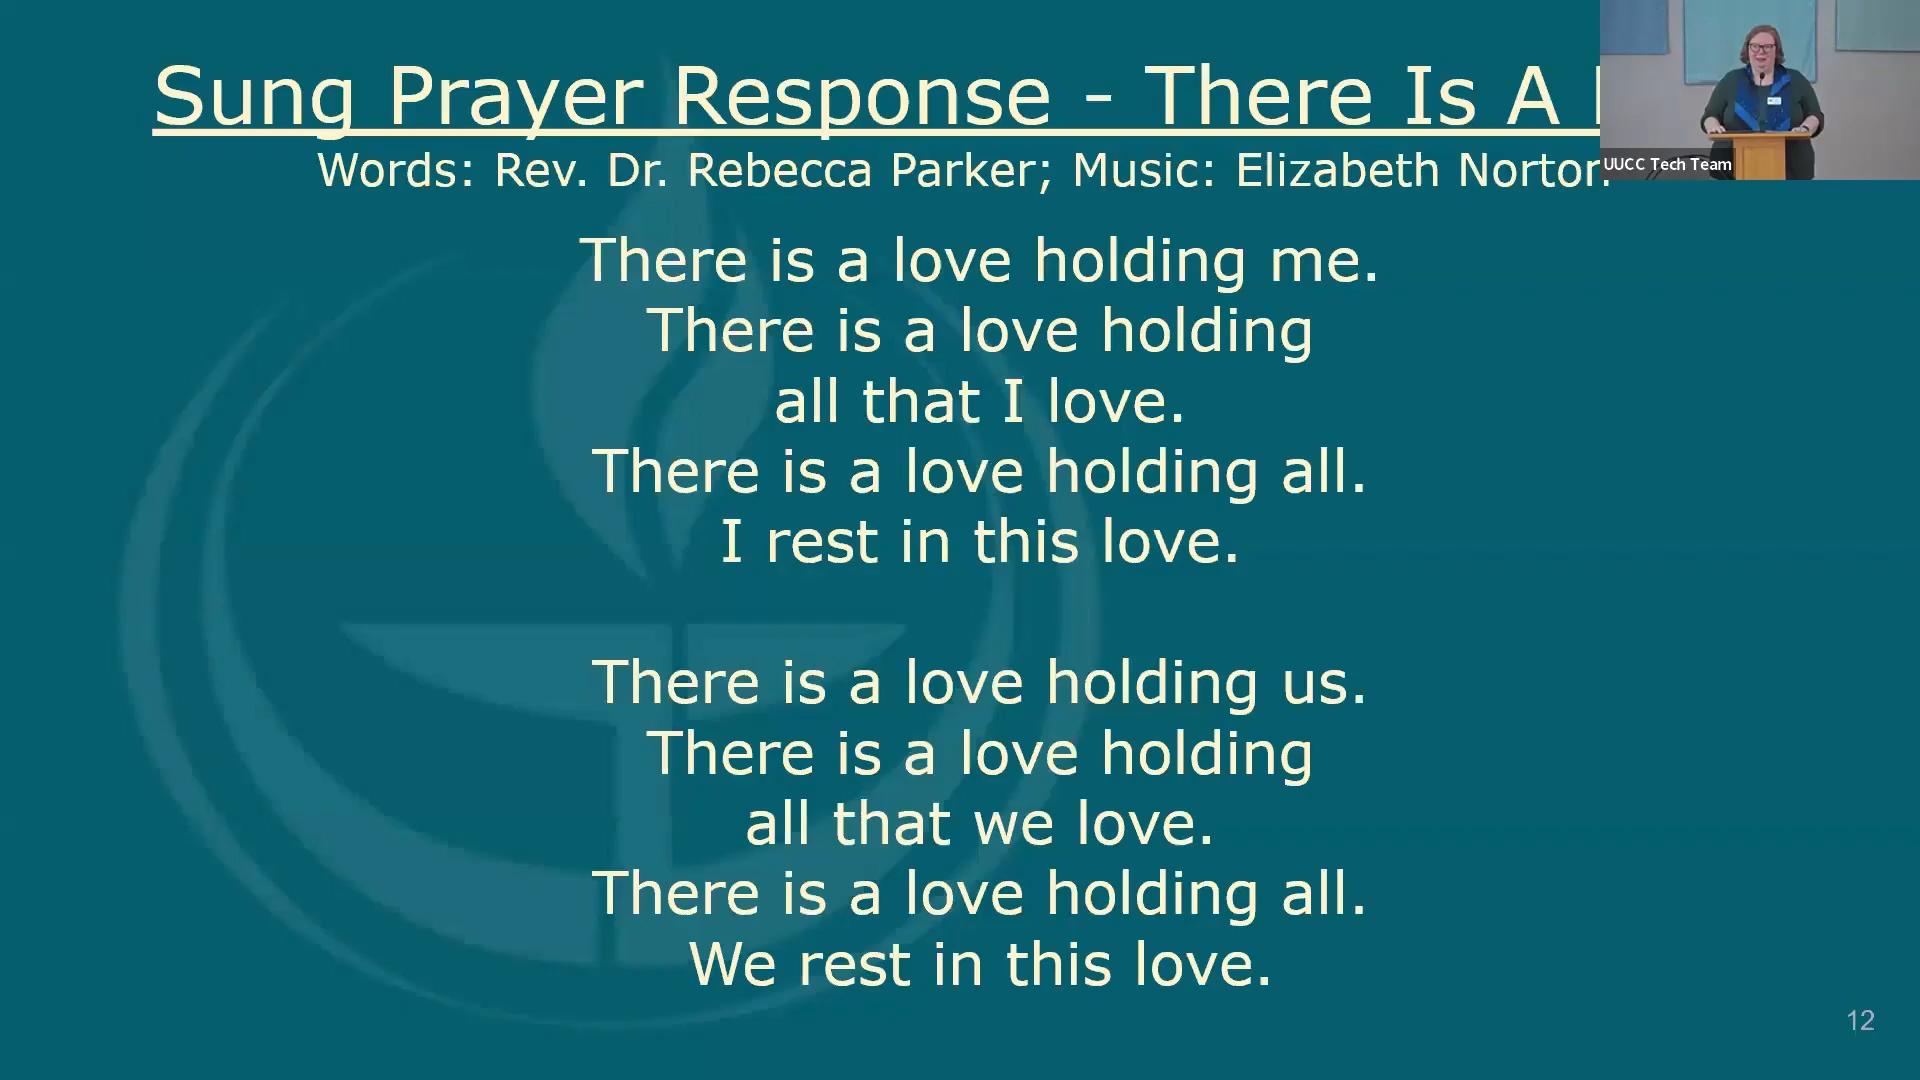 Sung Prayer Response - There Is A
Words: Rev. Dr. Rebecca Parker; Music: Elizabeth Norton
UUCC Tech Team
There is a love holding me.
There is a love holding
all that I love.
There is a love holding all.
I rest in this love.
There is a love holding us.
There is a love holding
all that we love.
There is a love holding all.
We rest in this love.
12